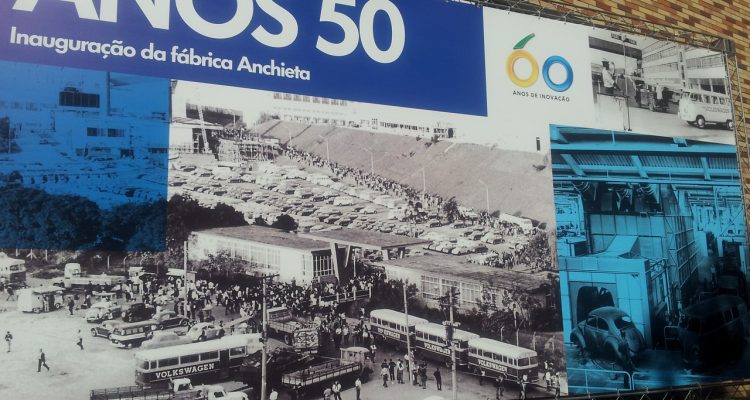 ANOS 50
Inauguração da fábrica Anchieta
60
ANOS DE INOVAÇÃO
VOLKSWAGEN